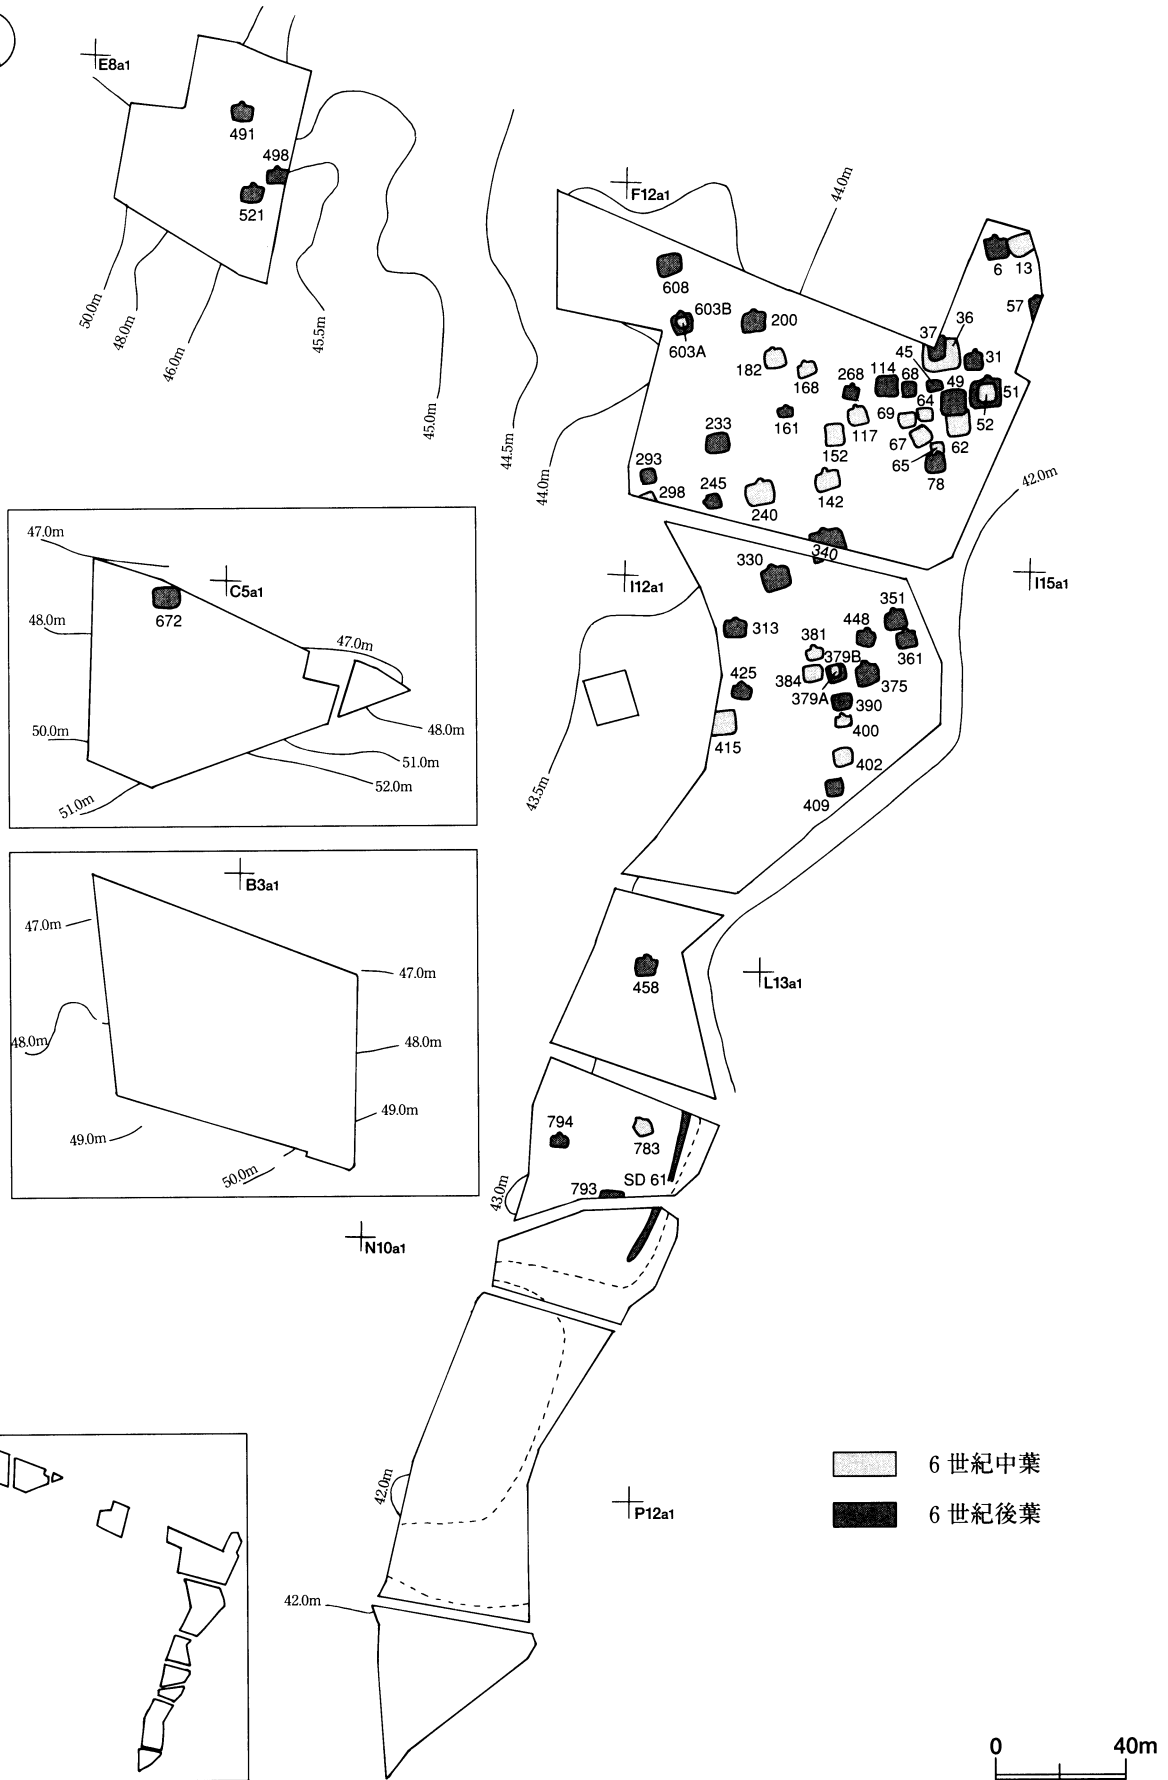 E8a1
491
498
521
50.0m
48.0m
46.0m
45.5m
45.0m
44.5m
44.0m
F12a1
44.0m
6
13
57
608
603B
603A
200
182
168
37
36
45
31
268
114
68
49
51
64
52
161
69
117
67
62
152
65
78
233
293
298
245
240
142
42.0m
340
330
I12a1
I15a1
47.0m
C5a1
48.0m
672
47.0m
50.0m
48.0m
51.0m
52.0m
51.0m
351
448
361
313
381
379B
384
379A
375
425
390
400
415
402
409
43.5m
B3a1
47.0m
47.0m
48.0m
48.0m
49.0m
49.0m
50.0m
458
L13a1
794
783
SD 61
793
43.0m
N10a1
42.0m
P12a1
42.0m
6世紀中葉
6世紀後葉
0 40m